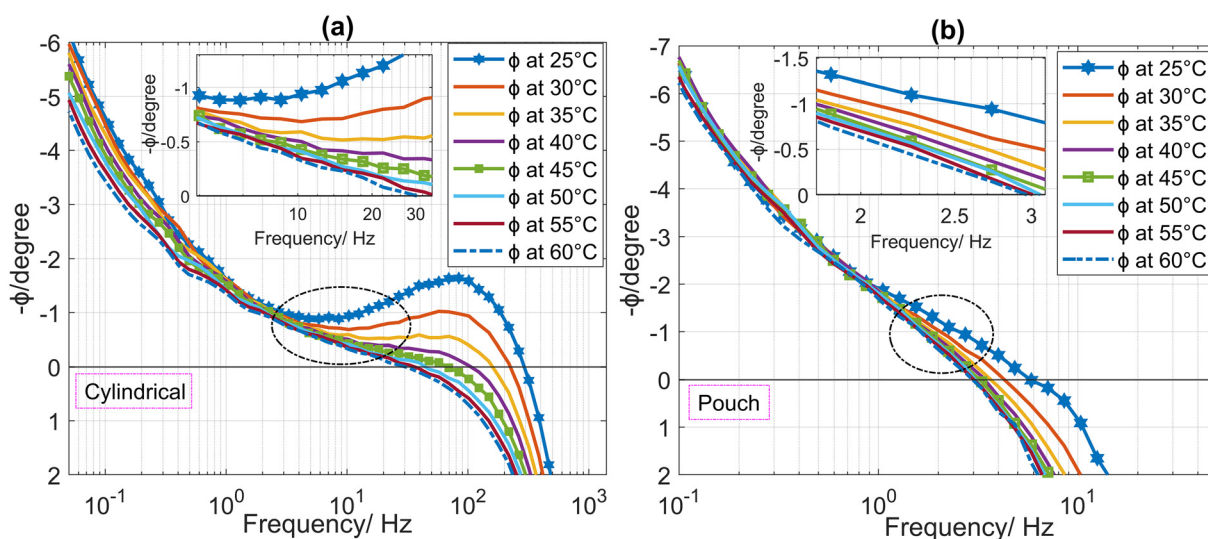 (a)
-6
-5
-4
-3
-2
-1
0
1
2
-ϕ/degree
10⁻¹
10⁰
10¹
10²
10³
Frequency/ Hz
-1
-0.5
0
-ϕ/degree
10
20
30
Frequency/ Hz
ϕ at 25°C
ϕ at 30°C
ϕ at 35°C
ϕ at 40°C
ϕ at 45°C
ϕ at 50°C
ϕ at 55°C
ϕ at 60°C
Cylindrical
(b)
-7
-6
-5
-4
-3
-2
-1
0
1
2
-ϕ/degree
10⁻¹
10⁰
10¹
Frequency/ Hz
-1.5
-1
-0.5
0
-ϕ/degree
2
2.5
3
Frequency/ Hz
ϕ at 25°C
ϕ at 30°C
ϕ at 35°C
ϕ at 40°C
ϕ at 45°C
ϕ at 50°C
ϕ at 55°C
ϕ at 60°C
Pouch